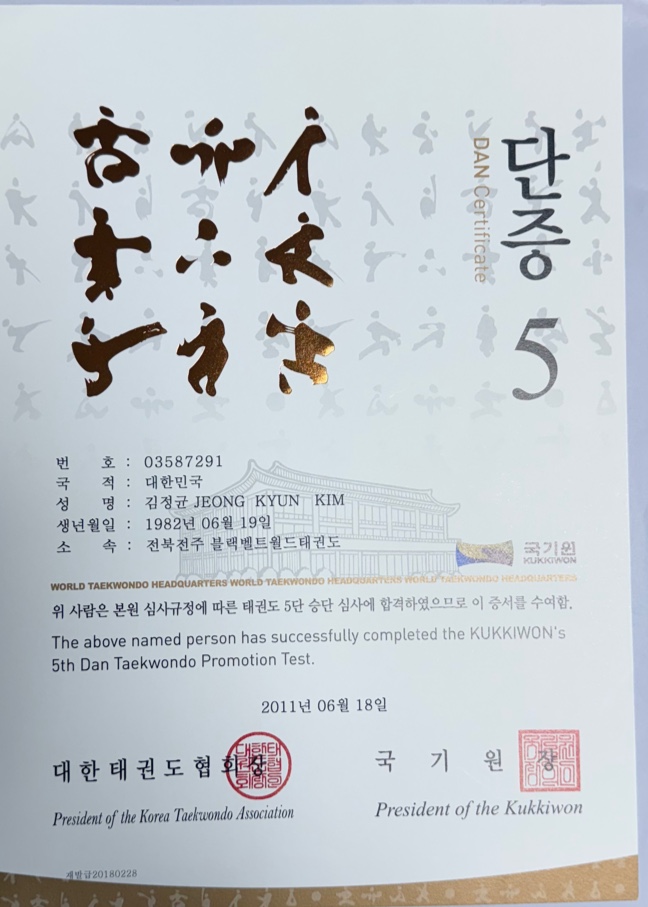 단증
DAN Certificate
5
번 호 : 03587291
국 적 : 대한민국
성 명 : 김정균 JEONG KYUN KIM
생년월일 : 1982년 06월 19일
소 속 : 전북전주 블랙벨트월드태권도
국기원
KUKKIWON
WORLD TAEKWONDO HEADQUARTERS WORLD TAEKWONDO HEADQUARTERS WORLD TAEKWONDO HEADQUARTERS
위 사람은 본원 심사규정에 따른 태권도 5단 승단 심사에 합격하였으므로 이 증서를 수여함.
The above named person has successfully completed the KUKKIWON's
5th Dan Taekwondo Promotion Test.
2011년 06월 18일
대한태권도협회장
President of the Korea Taekwondo Association
국 기 원 장
President of the Kukkiwon
재발급20180228